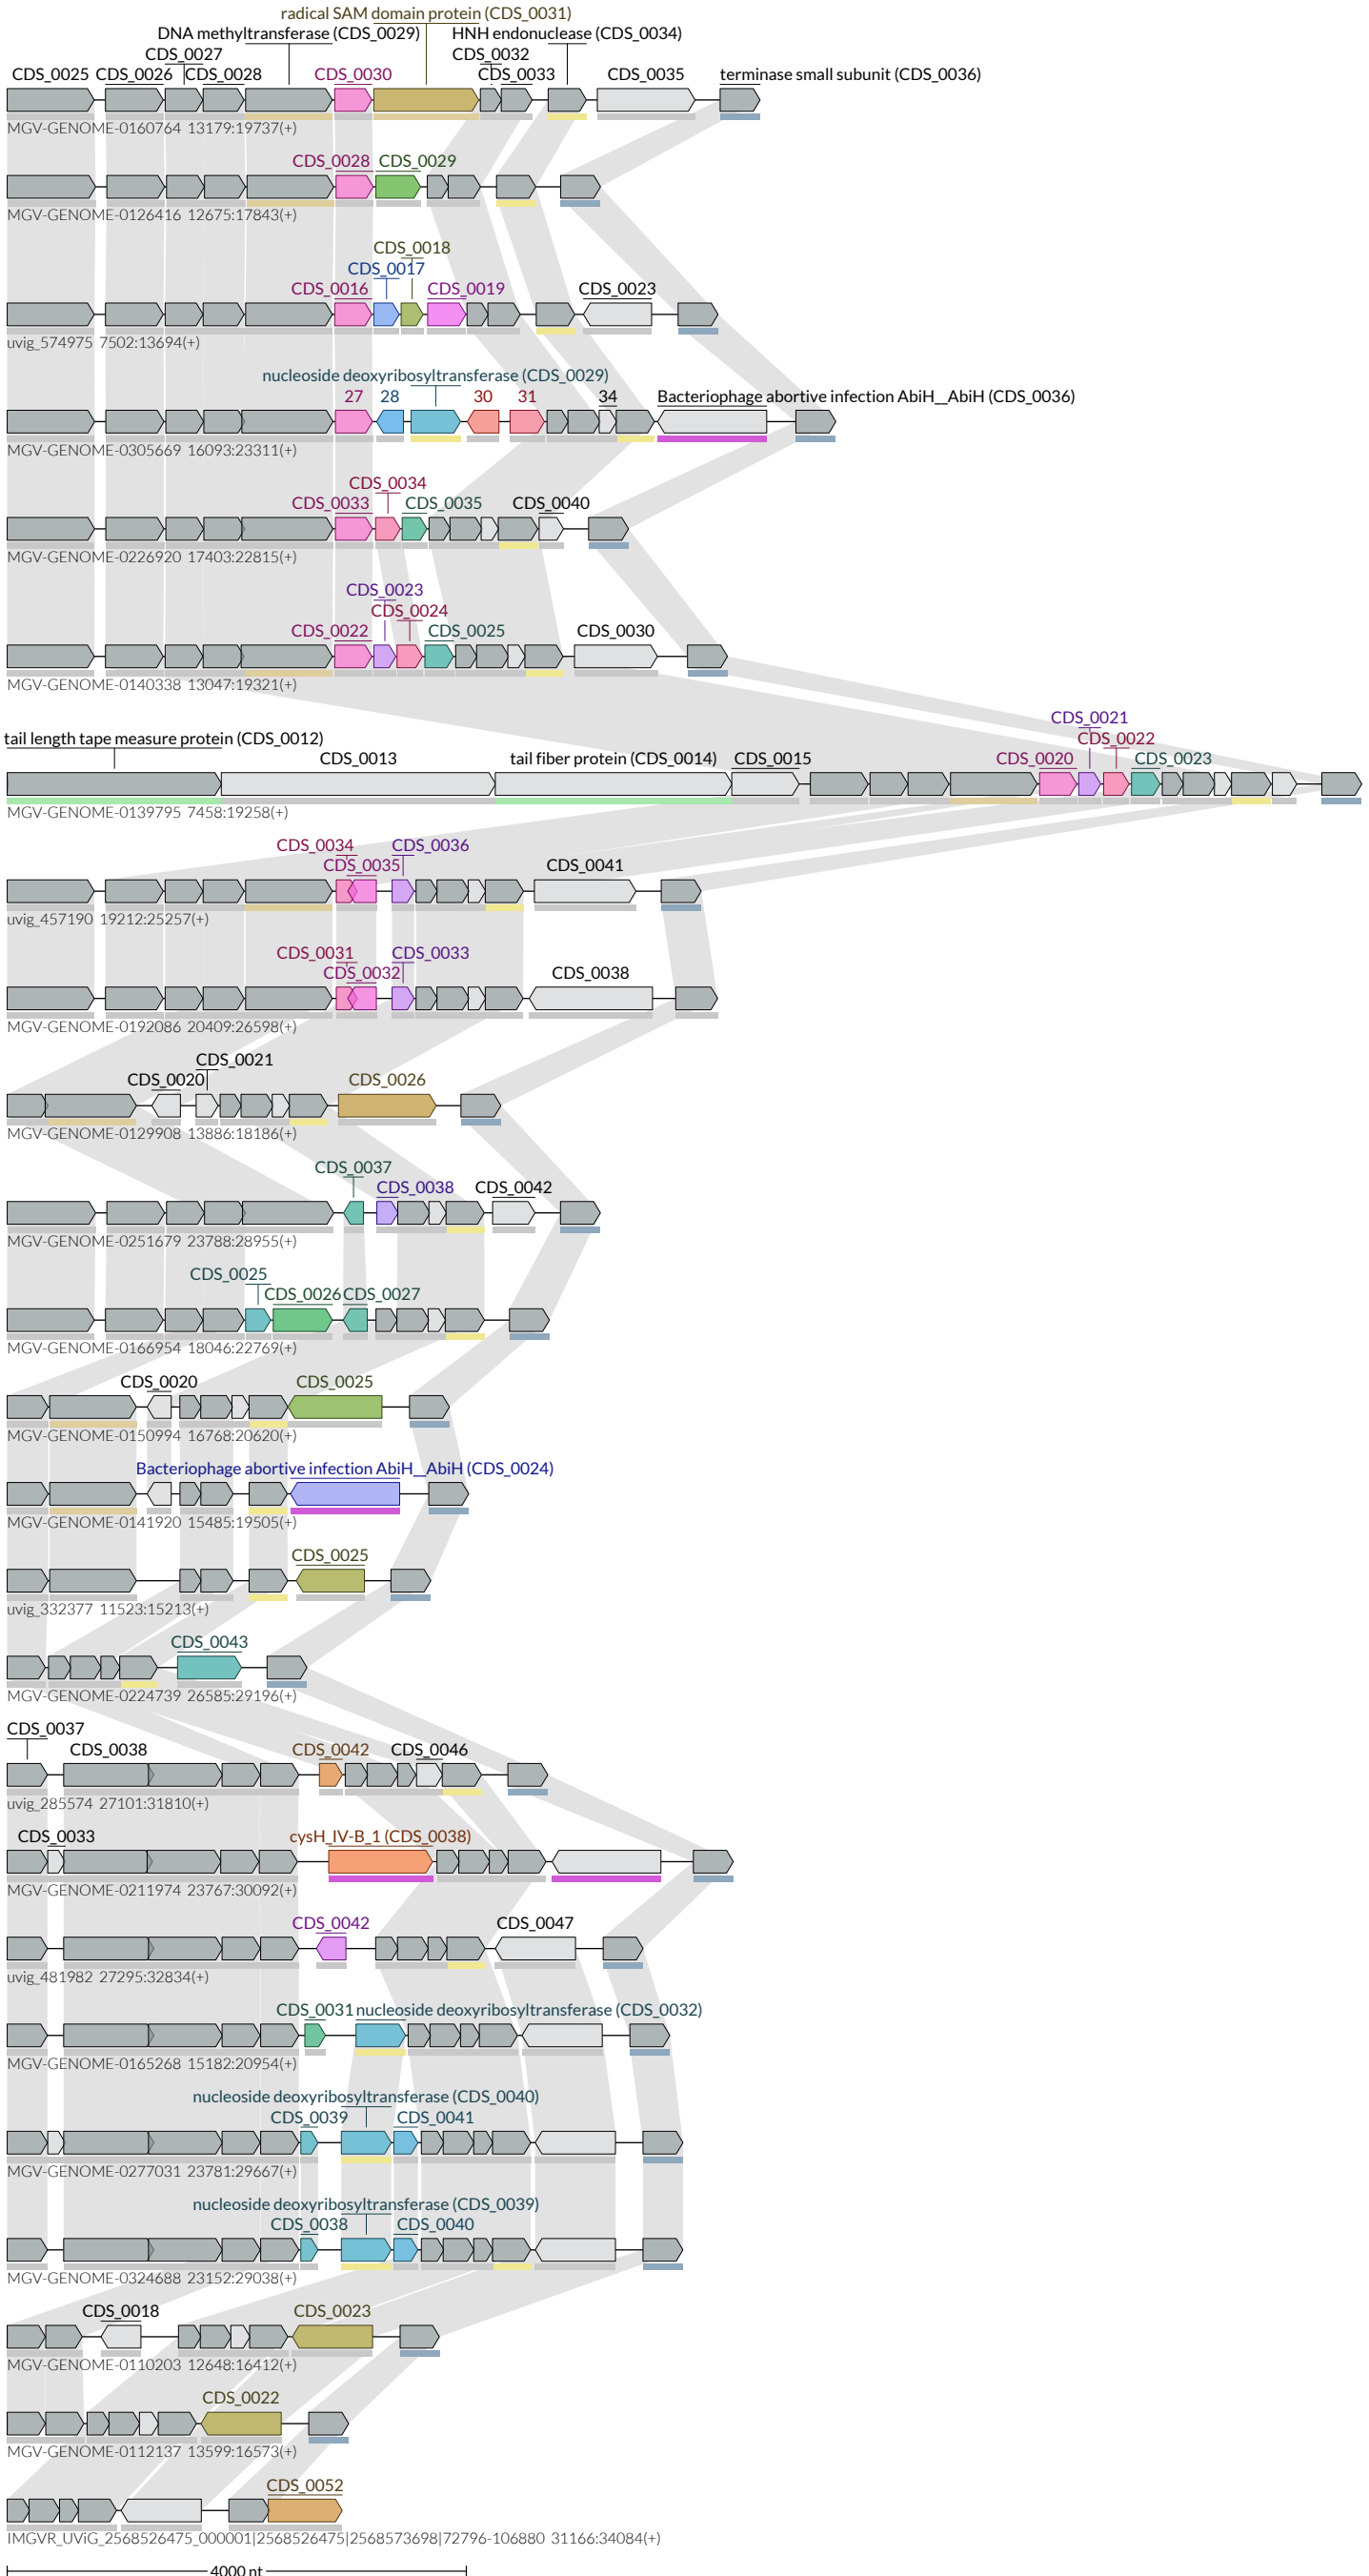 radical SAM domain protein (CDS_0031)
DNA methyltransferase (CDS_0029) HNH endonuclease (CDS_0034)
CDS_0027 CDS_0032
CDS_0025 CDS_0026 CDS_0028 CDS_0030 CDS_0033 CDS_0035 terminase small subunit (CDS_0036)
MGV-GENOME-0160764 13179:19737(+)
CDS_0028 CDS_0029
MGV-GENOME-0126416 12675:17843(+)
CDS_0018
CDS_0017
CDS_0016 CDS_0019 CDS_0023
uvig_574975 7502:13694(+)
nucleoside deoxyribosyltransferase (CDS_0029)
27 28 30 31 34 Bacteriophage abortive infection AbiH__AbiH (CDS_0036)
MGV-GENOME-0305669 16093:23311(+)
CDS_0034
CDS_0033 CDS_0035 CDS_0040
MGV-GENOME-0226920 17403:22815(+)
CDS_0023
CDS_0024
CDS_0022 CDS_0025 CDS_0030
MGV-GENOME-0140338 13047:19321(+)
CDS_0021
tail length tape measure protein (CDS_0012) CDS_0022
CDS_0013 tail fiber protein (CDS_0014) CDS_0015 CDS_0020 CDS_0023
MGV-GENOME-0139795 7458:19258(+)
CDS_0034 CDS_0036
CDS_0035 CDS_0041
uvig_457190 19212:25257(+)
CDS_0031 CDS_0033
CDS_0032 CDS_0038
MGV-GENOME-0192086 20409:26598(+)
CDS_0021
CDS_0020 CDS_0026
MGV-GENOME-0129908 13886:18186(+)
CDS_0037
CDS_0038 CDS_0042
MGV-GENOME-0251679 23788:28955(+)
CDS_0025
CDS_0026 CDS_0027
MGV-GENOME-0166954 18046:22769(+)
CDS_0020 CDS_0025
MGV-GENOME-0150994 16768:20620(+)
Bacteriophage abortive infection AbiH__AbiH (CDS_0024)
MGV-GENOME-0141920 15485:19505(+)
CDS_0025
uvig_332377 11523:15213(+)
CDS_0043
MGV-GENOME-0224739 26585:29196(+)
CDS_0037
CDS_0038 CDS_0042 CDS_0046
uvig_285574 27101:31810(+)
CDS_0033 cysH_IV-B_1 (CDS_0038)
MGV-GENOME-0211974 23767:30092(+)
CDS_0042 CDS_0047
uvig_481982 27295:32834(+)
CDS_0031 nucleoside deoxyribosyltransferase (CDS_0032)
MGV-GENOME-0165268 15182:20954(+)
nucleoside deoxyribosyltransferase (CDS_0040)
CDS_0039 CDS_0041
MGV-GENOME-0277031 23781:29667(+)
nucleoside deoxyribosyltransferase (CDS_0039)
CDS_0038 CDS_0040
MGV-GENOME-0324688 23152:29038(+)
CDS_0018 CDS_0023
MGV-GENOME-0110203 12648:16412(+)
CDS_0022
MGV-GENOME-0112137 13599:16573(+)
CDS_0052
IMGVR_UViG_2568526475_000001|2568526475|2568573698|72796-106880 31166:34084(+)
4000 nt